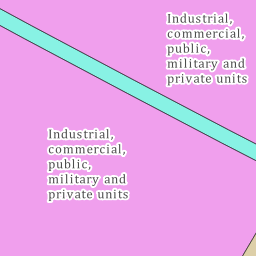 Industrial,
commercial,
public,
military and
private units
Industrial,
commercial,
public,
military and
private units